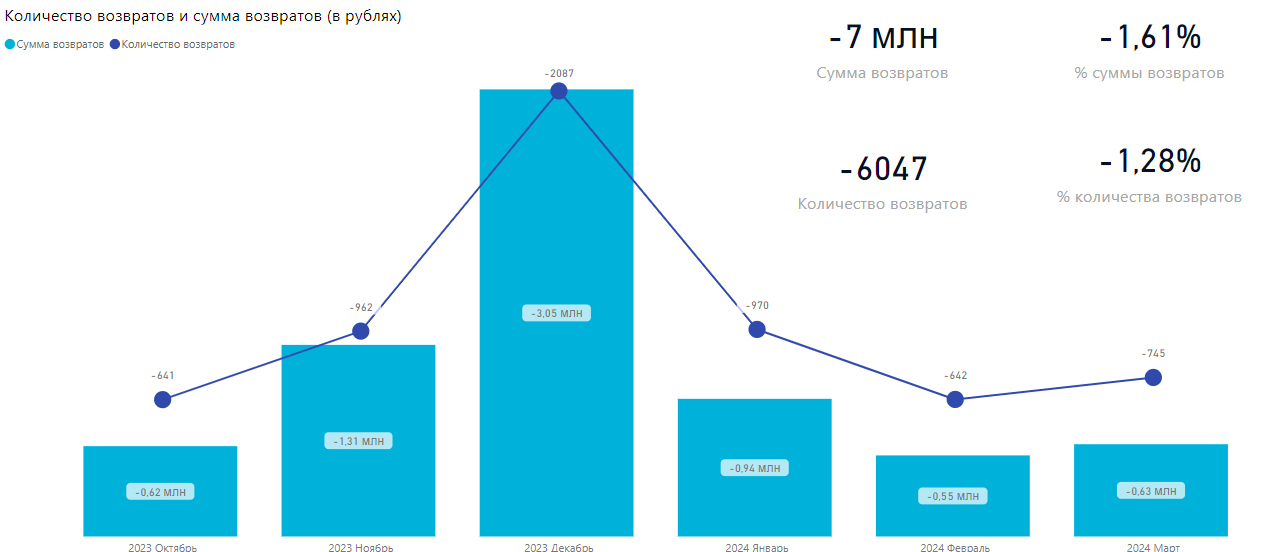 Количество возвратов и сумма возвратов (в рублях)
Сумма возвратов Количество возвратов
-7 МЛН
Сумма возвратов
-1,61%
% суммы возвратов
-6047
Количество возвратов
-1,28%
% количества возвратов
-641
-962
-2087
-970
-642
-745
-0,62 МЛН
-1,31 МЛН
-3,05 МЛН
-0,94 МЛН
-0,55 МЛН
-0,63 МЛН
2023 Октябрь
2023 Ноябрь
2023 Декабрь
2024 Январь
2024 Февраль
2024 Март